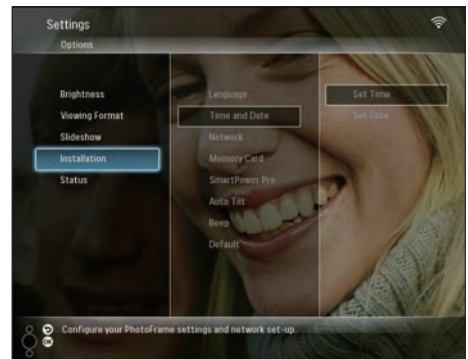 Settings
Options
Brightness
Viewing Format
Slideshow
Installation
Status
Language
Time and Date
Network
Memory Card
SmartPower Pro
Auto Tilt
Beep
Default
Set Time
Set Date
Configure your PhotoFrame settings and network set-up.
OK